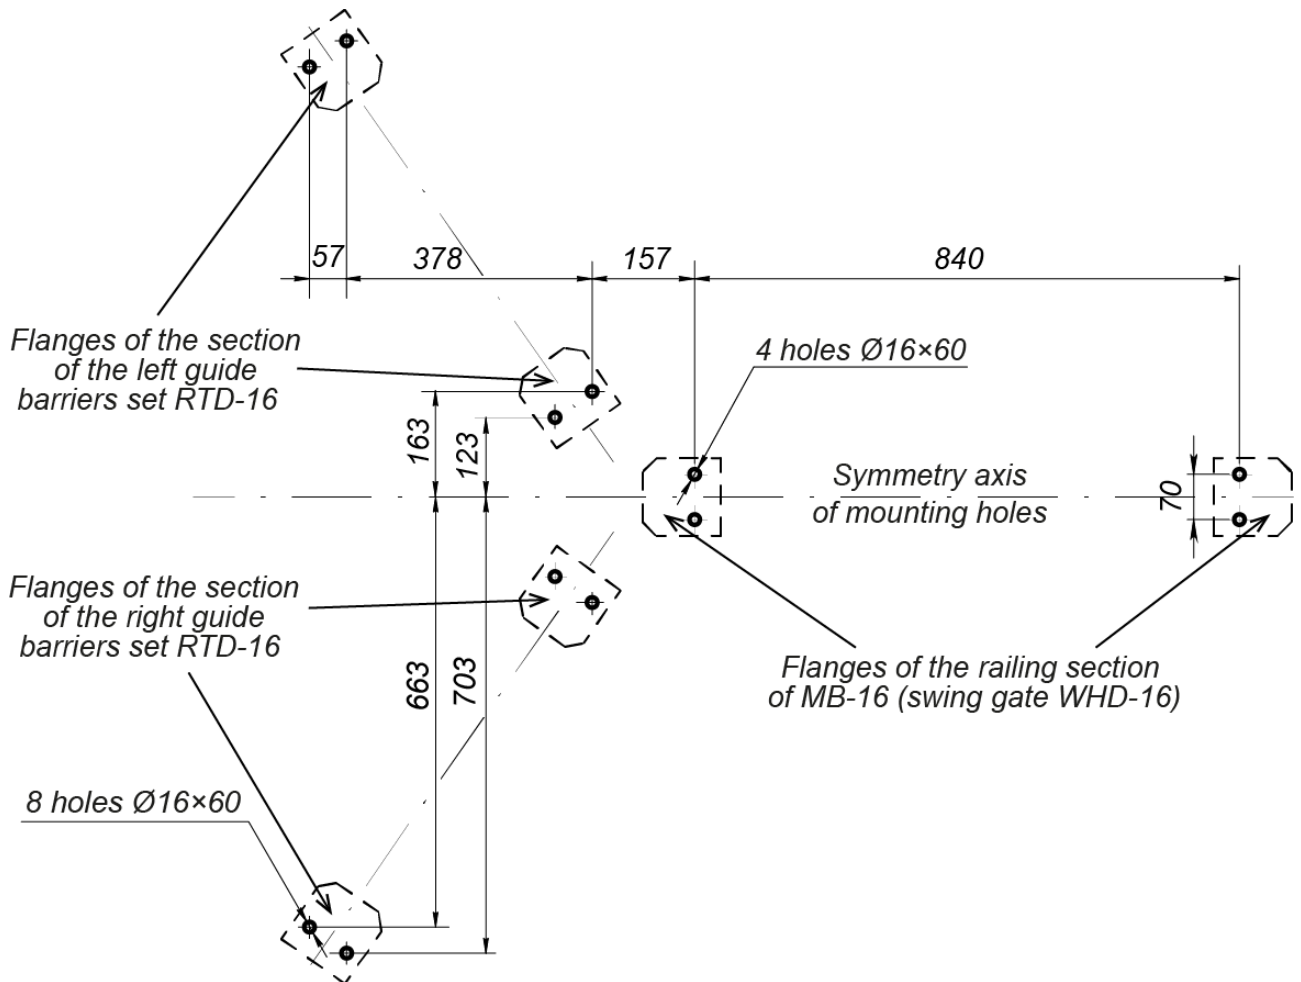 57
378
157
840
Flanges of the section
of the left guide
barriers set RTD-16
4 holes Ø16×60
163
123
Symmetry axis
of mounting holes
70
Flanges of the section
of the right guide
barriers set RTD-16
663
703
Flanges of the railing section
of MB-16 (swing gate WHD-16)
8 holes Ø16×60